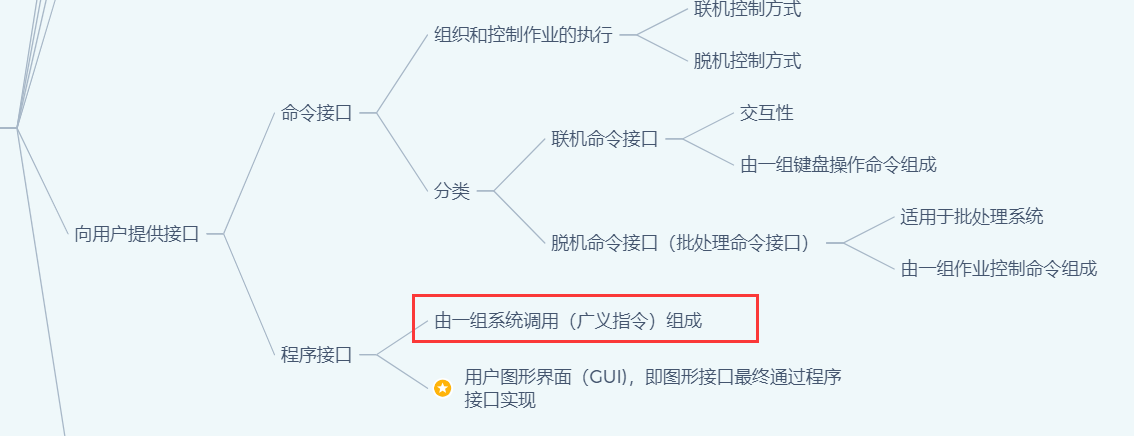 联机控制方式
组织和控制作业的执行
脱机控制方式
命令接口
交互性
联机命令接口
由一组键盘操作命令组成
分类
适用于批处理系统
向用户提供接口
脱机命令接口（批处理命令接口）
由一组作业控制命令组成
由一组系统调用（广义指令）组成
程序接口
用户图形界面（GUI)，即图形接口最终通过程序
接口实现